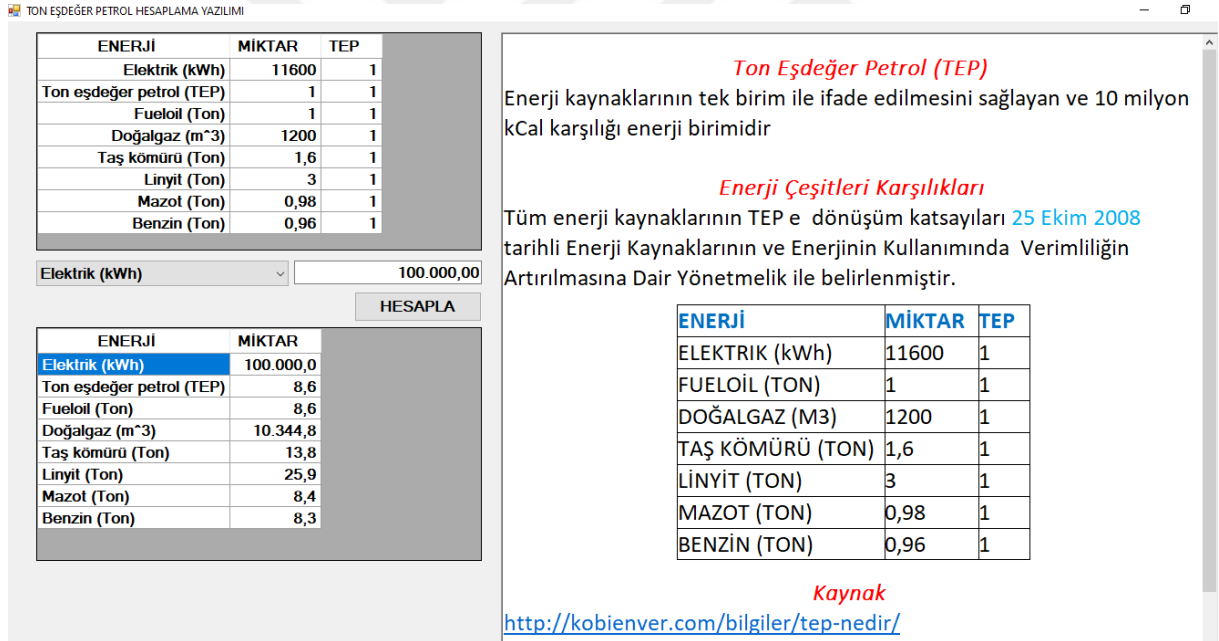 TON EŞDEĞER PETROL HESAPLAMA YAZILIMI
ENERJİ MİKTAR TEP
Elektrik (kWh) 11600 1
Ton eşdeğer petrol (TEP) 1 1
Fueloil (Ton) 1 1
Doğalgaz (m^3) 1200 1
Taş kömürü (Ton) 1,6 1
Linyit (Ton) 3 1
Mazot (Ton) 0,98 1
Benzin (Ton) 0,96 1
Elektrik (kWh) 100.000,00
HESAPLA
ENERJİ MİKTAR
Elektrik (kWh) 100.000,0
Ton eşdeğer petrol (TEP) 8,6
Fueloil (Ton) 8,6
Doğalgaz (m^3) 10.344,8
Taş kömürü (Ton) 13,8
Linyit (Ton) 25,9
Mazot (Ton) 8,4
Benzin (Ton) 8,3
Ton Eşdeğer Petrol (TEP)
Enerji kaynaklarının tek birim ile ifade edilmesini sağlayan ve 10 milyon
kCal karşılığı enerji birimidir
Enerji Çeşitleri Karşılıkları
Tüm enerji kaynaklarının TEP e dönüşüm katsayıları 25 Ekim 2008
tarihli Enerji Kaynaklarının ve Enerjinin Kullanımında Verimliliğin
Artırılmasına Dair Yönetmelik ile belirlenmiştir.
ENERJİ MİKTAR TEP
ELEKTRIK (kWh) 11600 1
FUELOİL (TON) 1 1
DOĞALGAZ (M3) 1200 1
TAŞ KÖMÜRÜ (TON) 1,6 1
LİNYİT (TON) 3 1
MAZOT (TON) 0,98 1
BENZİN (TON) 0,96 1
Kaynak
http://kobienver.com/bilgiler/tep-nedir/